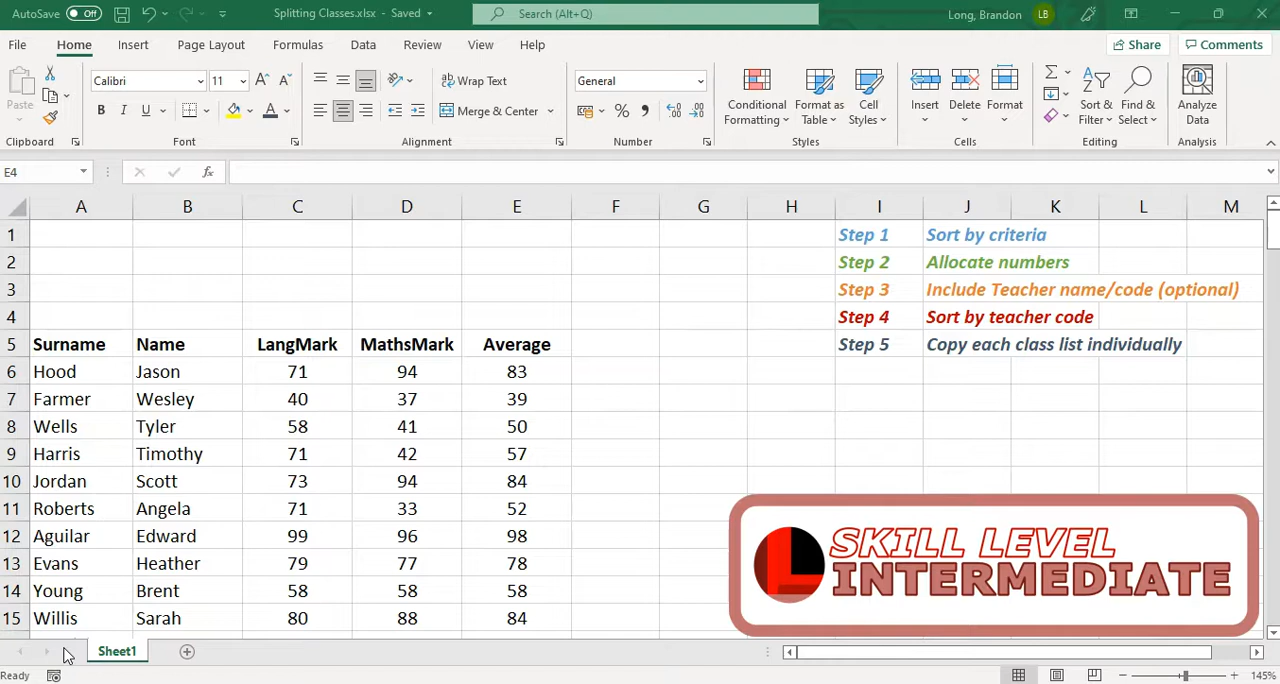 AutoSave Off Splitting Classes.xlsx - Saved Search (Alt+Q) Long, Brandon LB
File Home Insert Page Layout Formulas Data Review View Help Share Comments
Calibri 11 Wrap Text General
Paste B I U A Merge & Center % Conditional Formatting Format as Table Cell Styles Insert Delete Format Sort & Filter Find & Select Analyze Data
Clipboard Font Alignment Number Styles Cells Editing Analysis
E4 fx
A B C D E F G H I J K L M
1 Step 1 Sort by criteria
2 Step 2 Allocate numbers
3 Step 3 Include Teacher name/code (optional)
4 Step 4 Sort by teacher code
5 Surname Name LangMark MathsMark Average Step 5 Copy each class list individually
6 Hood Jason 71 94 83
7 Farmer Wesley 40 37 39
8 Wells Tyler 58 41 50
9 Harris Timothy 71 42 57
10 Jordan Scott 73 94 84
11 Roberts Angela 71 33 52
12 Aguilar Edward 99 96 98
13 Evans Heather 79 77 78
14 Young Brent 58 58 58
15 Willis Sarah 80 88 84
SKILL LEVEL
INTERMEDIATE
Sheet1
Ready 145%